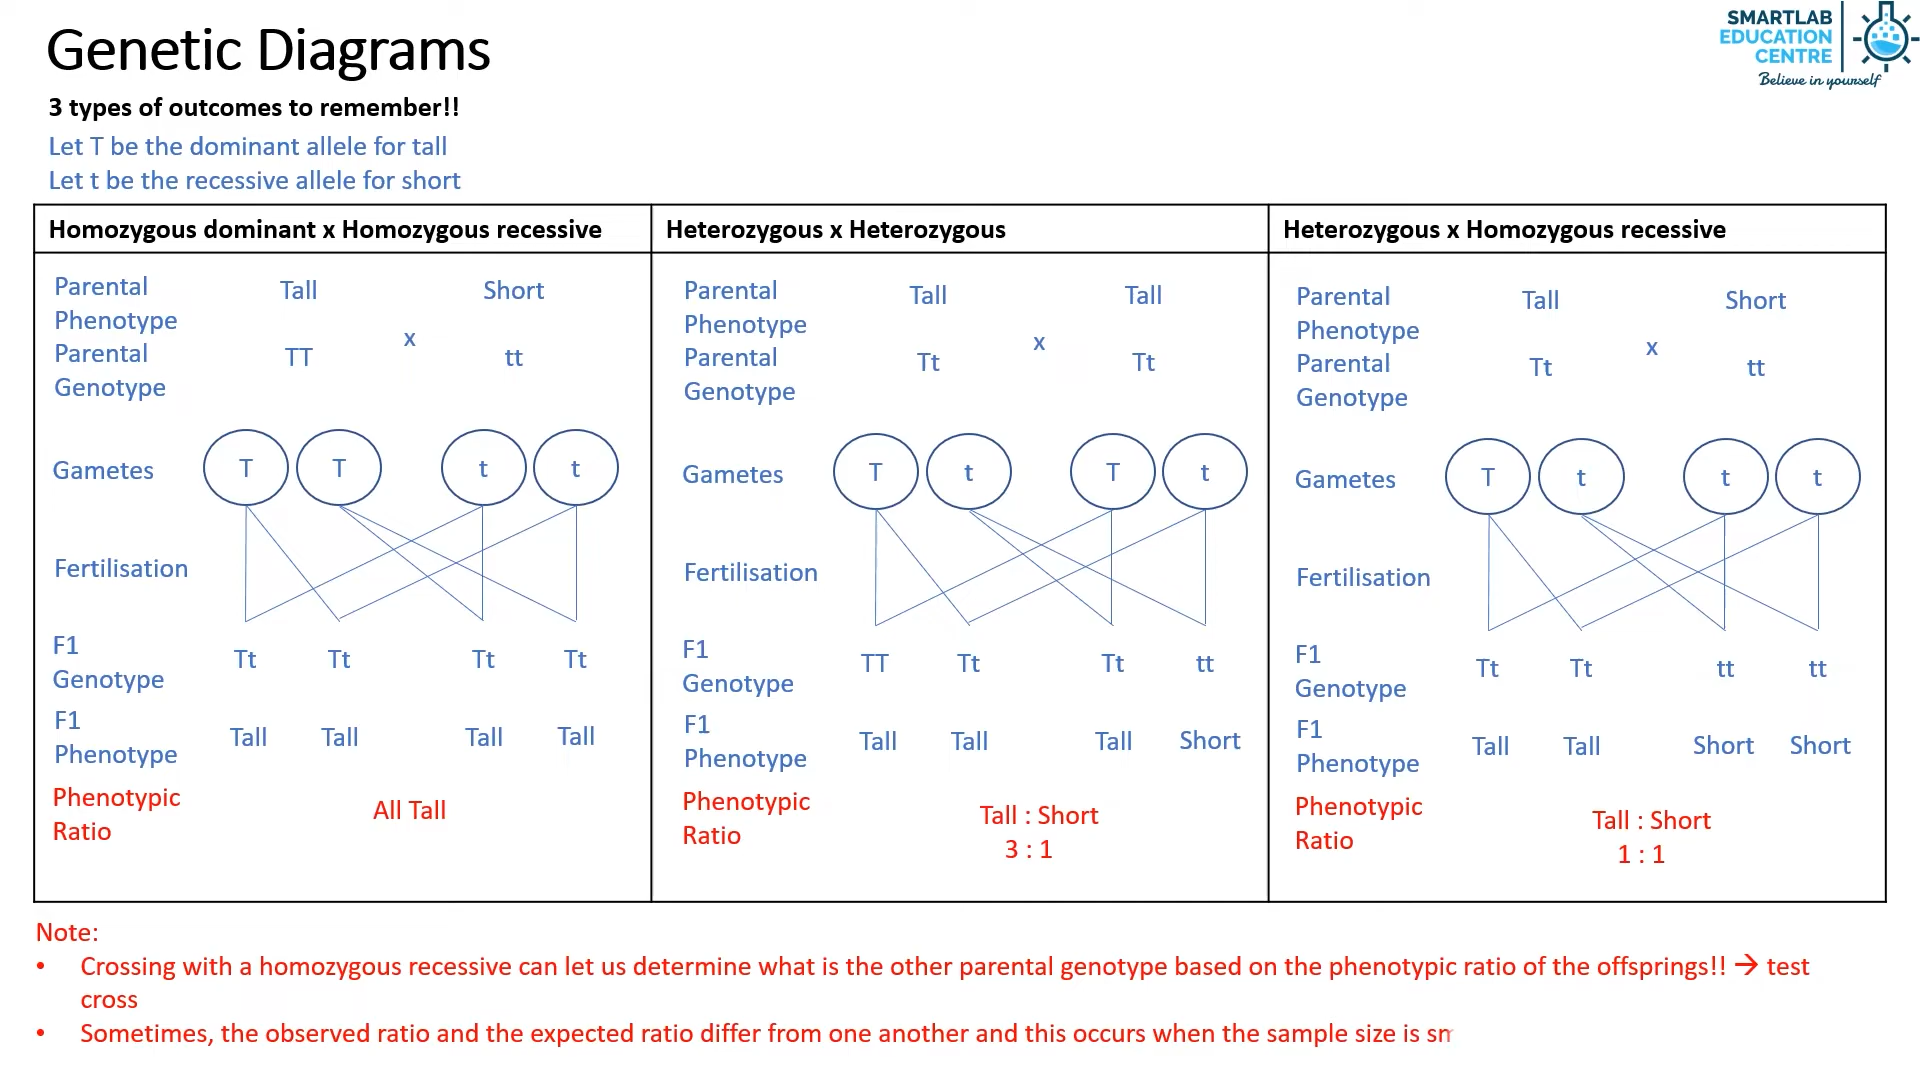 Genetic Diagrams
SMARTLAB
EDUCATION
CENTRE
Believe in yourself
3 types of outcomes to remember!!
Let T be the dominant allele for tall
Let t be the recessive allele for short
Homozygous dominant x Homozygous recessive
Parental Phenotype Tall Short
x
Parental Genotype TT tt
Gametes T T t t
Fertilisation
F1 Genotype Tt Tt Tt Tt
F1 Phenotype Tall Tall Tall Tall
Phenotypic Ratio All Tall
Heterozygous x Heterozygous
Parental Phenotype Tall Tall
x
Parental Genotype Tt Tt
Gametes T t T t
Fertilisation
F1 Genotype TT Tt Tt tt
F1 Phenotype Tall Tall Tall Short
Phenotypic Ratio Tall : Short
3 : 1
Heterozygous x Homozygous recessive
Parental Phenotype Tall Short
x
Parental Genotype Tt tt
Gametes T t t t
Fertilisation
F1 Genotype Tt Tt tt tt
F1 Phenotype Tall Tall Short Short
Phenotypic Ratio Tall : Short
1 : 1
Note:
• Crossing with a homozygous recessive can let us determine what is the other parental genotype based on the phenotypic ratio of the offsprings!! → test
cross
• Sometimes, the observed ratio and the expected ratio differ from one another and this occurs when the sample size is